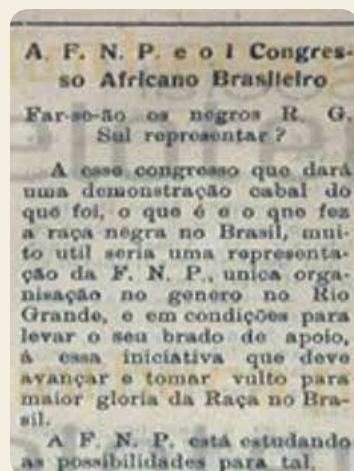 A. F. N. P. e o I Congres-
so Africano Brasileiro
Far-se-ão os negros R. G.
Sul representar?
A esse congresso que dará
uma demonstração cabal do
que foi, o que é e o qne fez
a raça negra no Brasil, mui-
to util seria uma representa-
ção da F. N. P., unica orga-
nisação no genero no Rio
Grande, e em condições para
levar o seu brado de apoio,
á essa iniciativa que deve
avançar e tomar vulto para
maior gloria da Raça no Bra-
sil.
A F. N. P. está estudando
as possibilidades para tal.